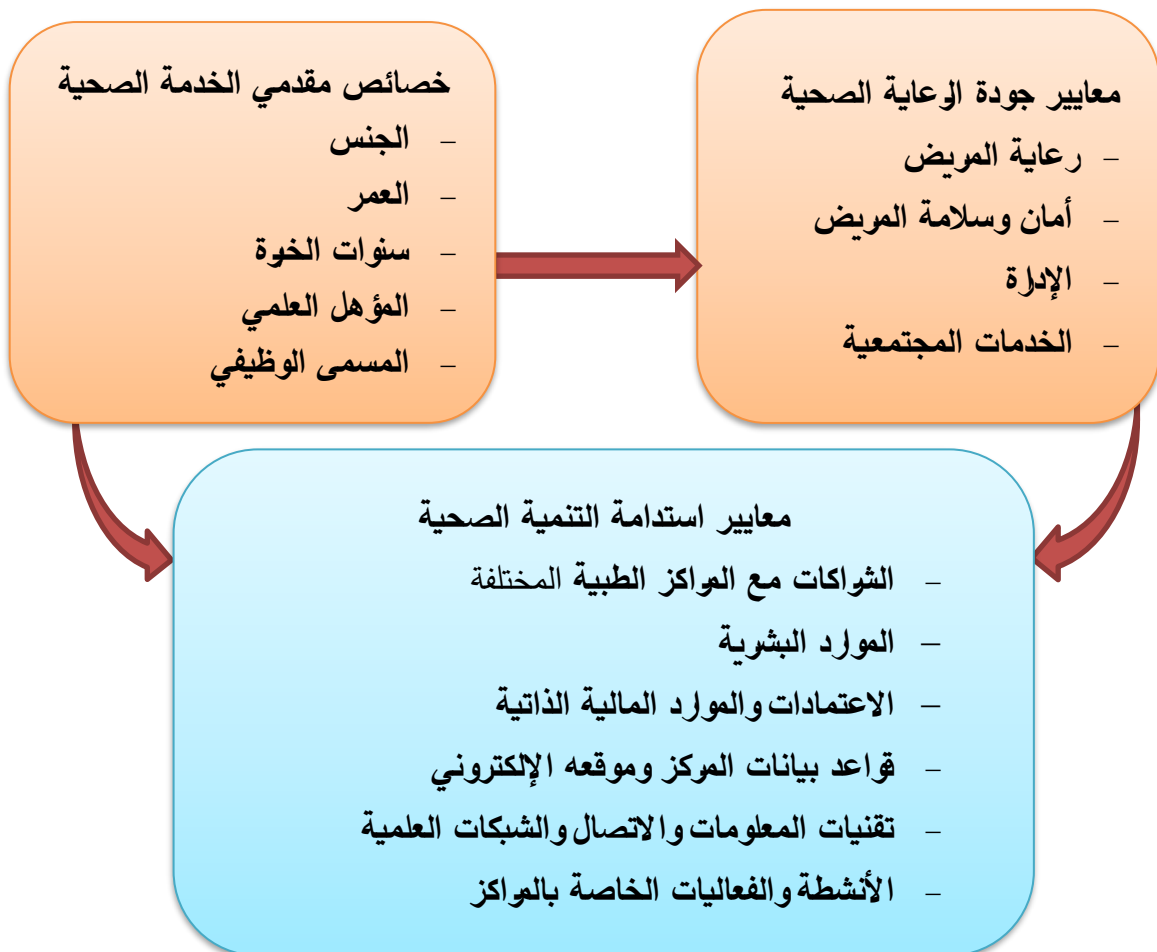 معايير جودة الرعاية الصحية
– رعاية المريض
– أمان وسلامة المريض
– الإدارة
– الخدمات المجتمعية
خصائص مقدمي الخدمة الصحية
– الجنس
– العمر
– سنوات الخبرة
– المؤهل العلمي
– المسمى الوظيفي
معايير استدامة التنمية الصحية
– الشراكات مع المراكز الطبية المختلفة
– الموارد البشرية
– الاعتمادات والموارد المالية الذاتية
– قواعد بيانات المركز وموقعه الإلكتروني
– تقنيات المعلومات والاتصال والشبكات العلمية
– الأنشطة والفعاليات الخاصة بالمراكز